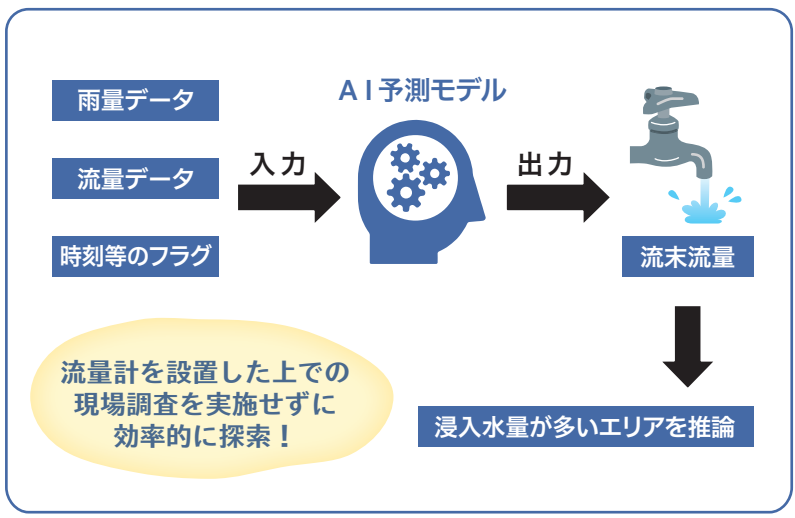 雨量データ
流量データ
時刻等のフラグ
入力
AI予測モデル
出力
流末流量
浸入水量が多いエリアを推論
流量計を設置した上での
現場調査を実施せずに
効率的に探索！